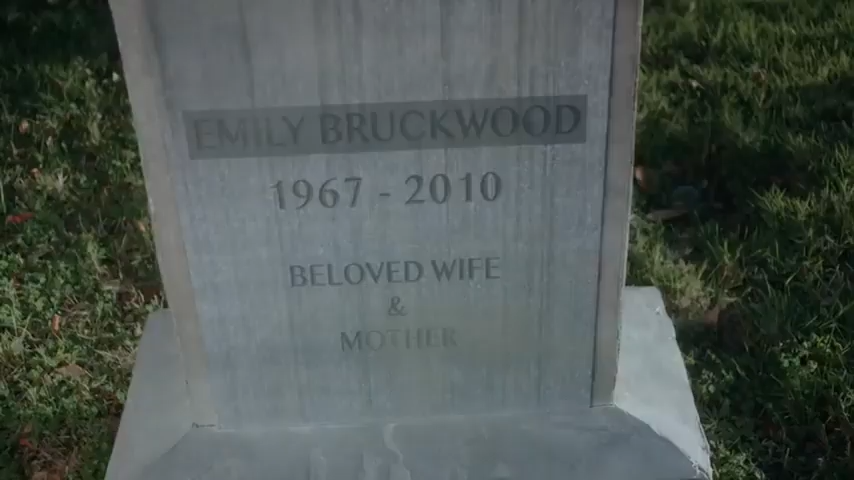 EMILY BRUCKWOOD
1967 - 2010
BELOVED WIFE
&
MOTHER